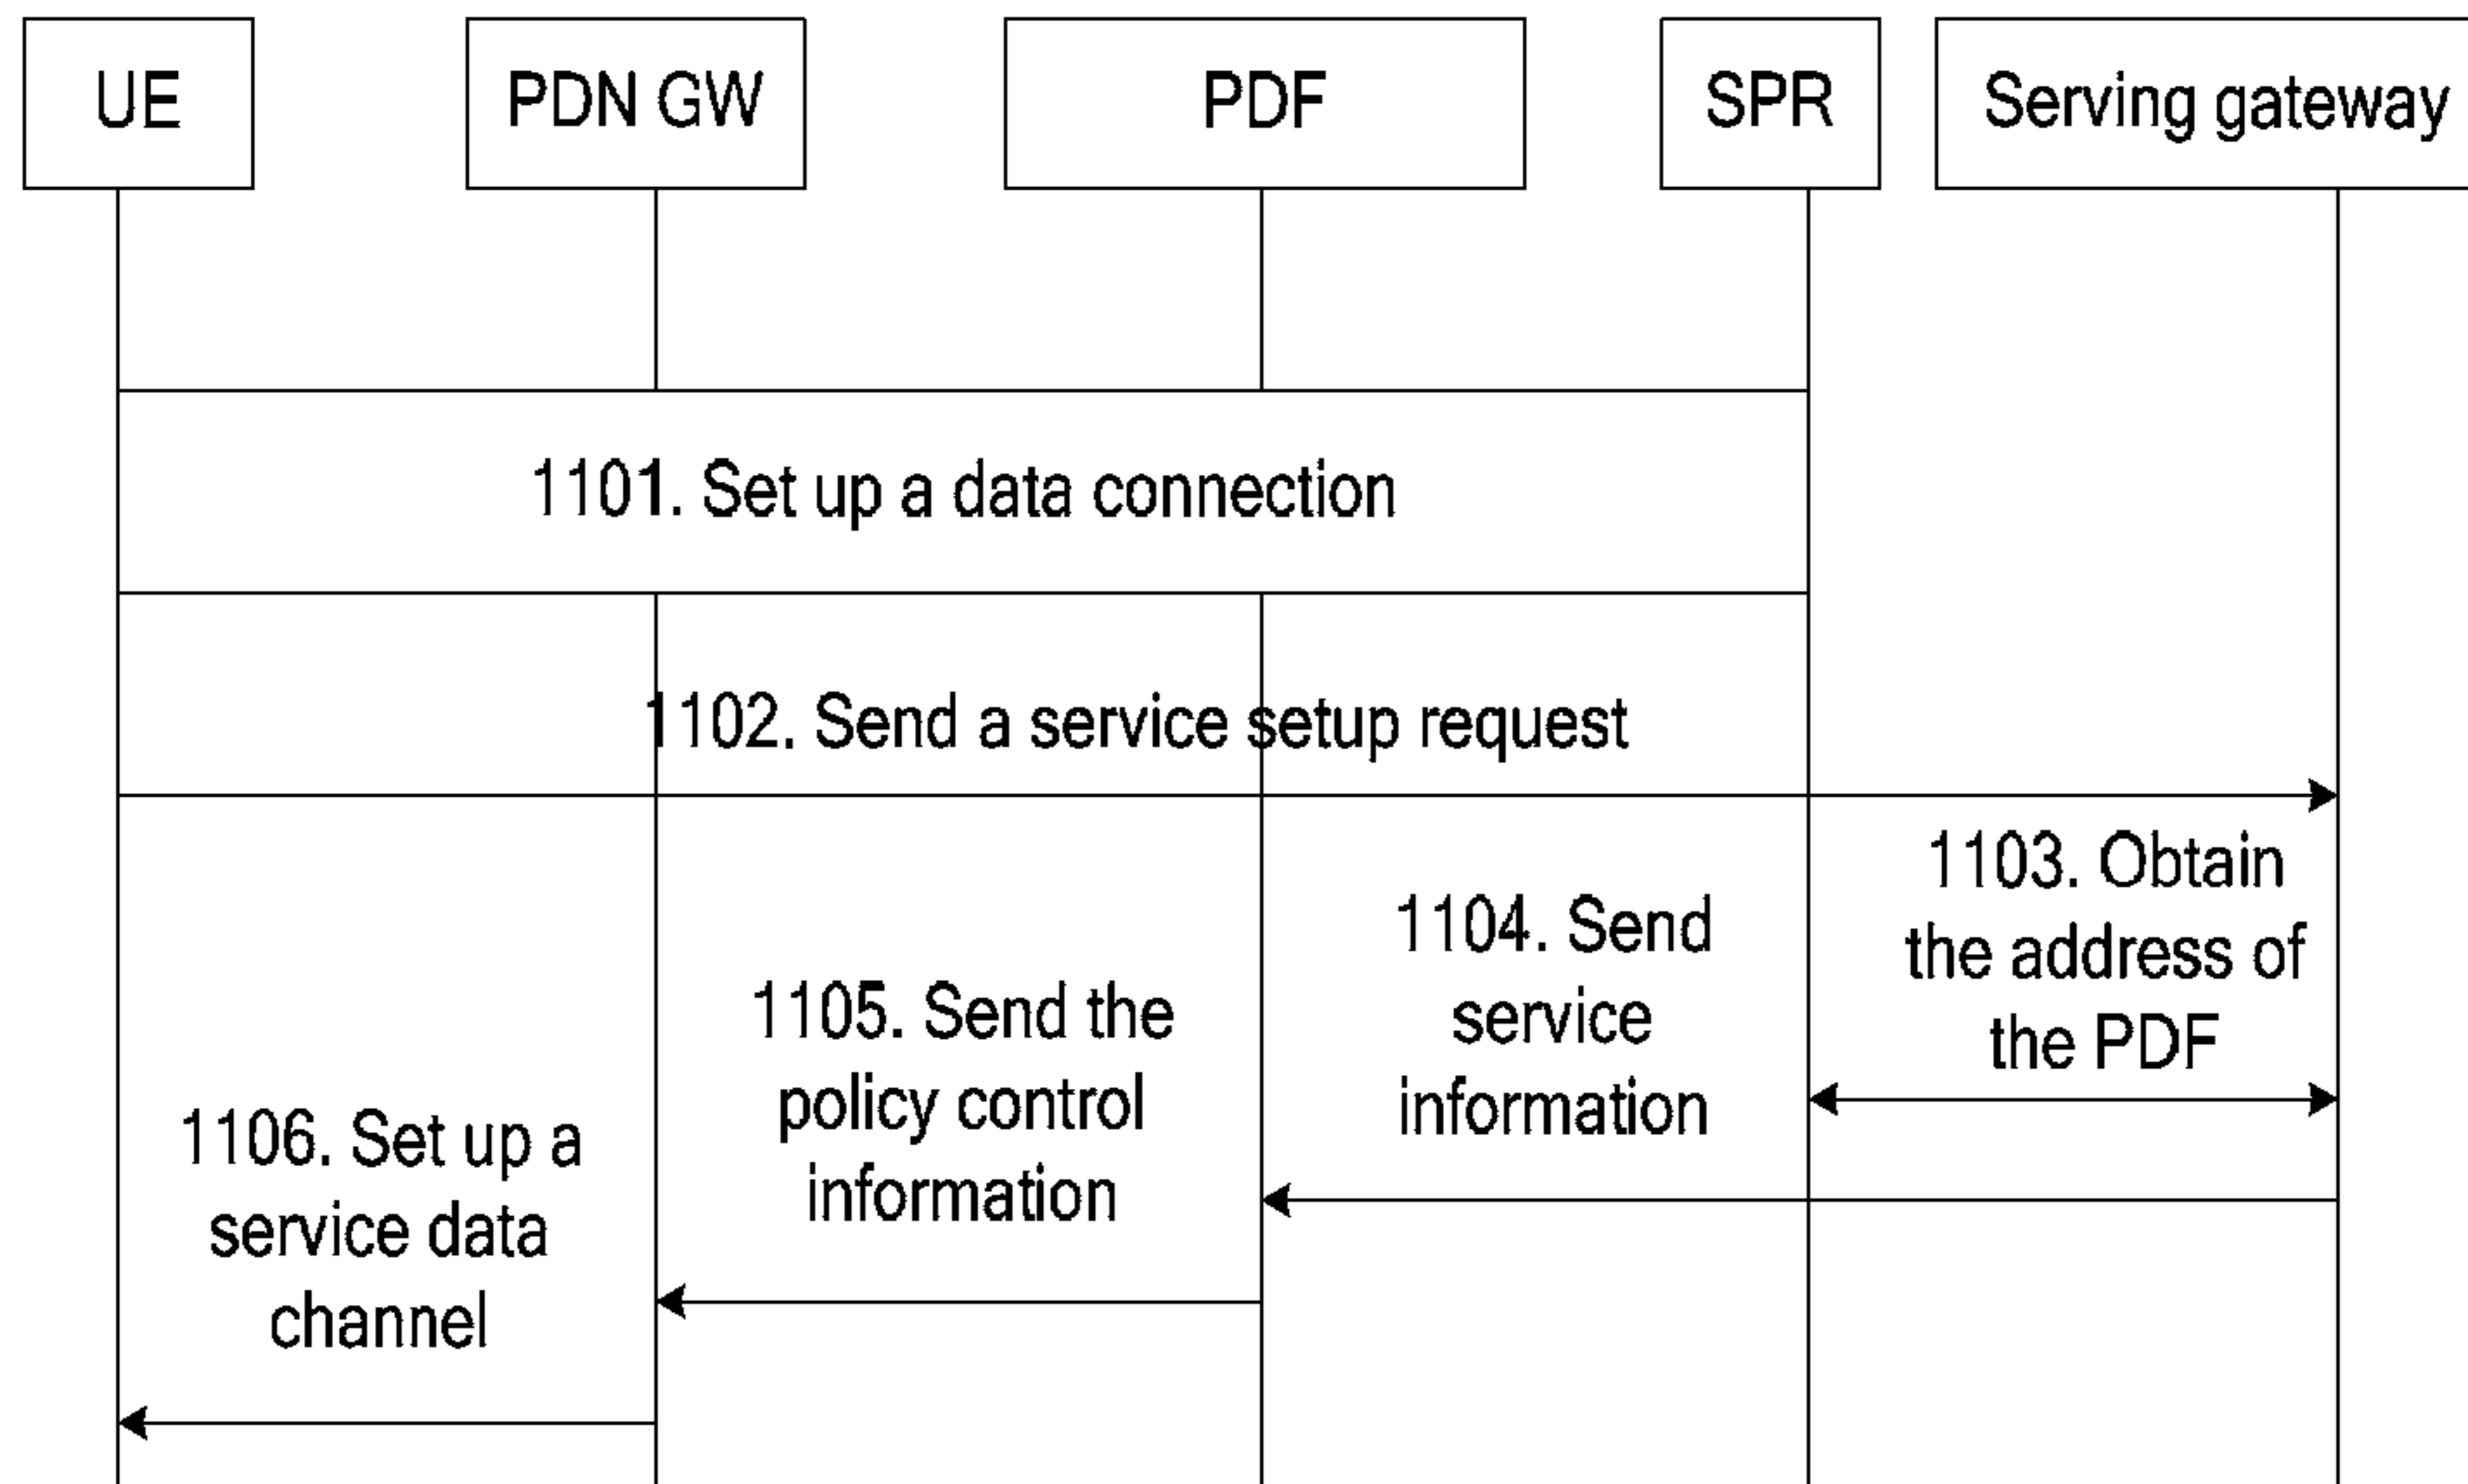 UE
PDN GW
PDF
SPR
Serving gateway
1101. Set up a data connection
1102. Send a service setup request
1103. Obtain
the address of
the PDF
1104. Send
service
information
1105. Send the
policy control
information
1106. Set up a
service data
channel